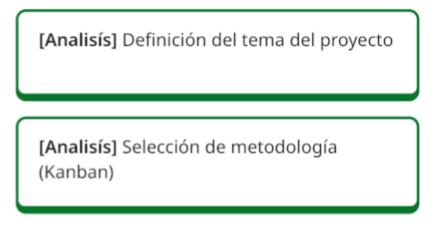 [Analisís] Definición del tema del proyecto
[Analisís] Selección de metodología
(Kanban)